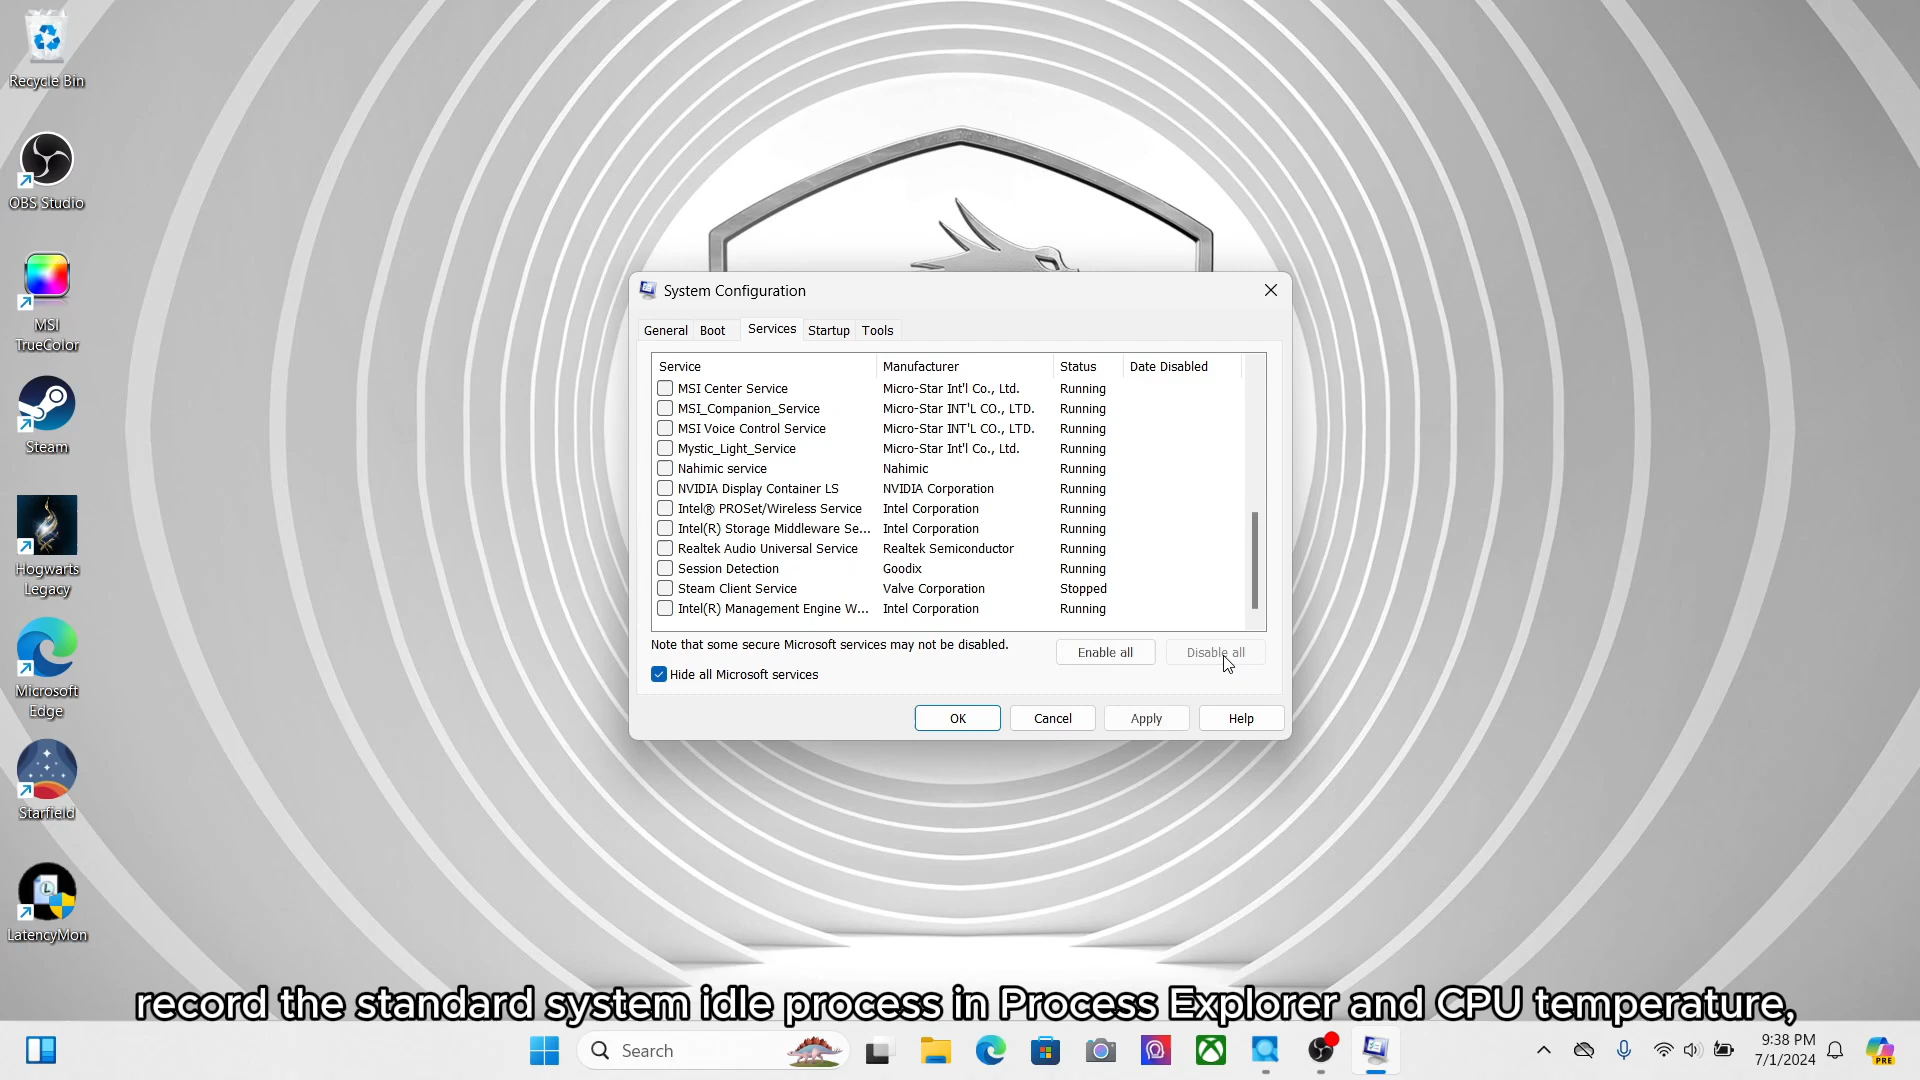 Recycle Bin
OBS Studio
MSI
TrueColor
Steam
Hogwarts
Legacy
Microsoft
Edge
Starfield
LatencyMon
System Configuration
General Boot Services Startup Tools
Service Manufacturer Status Date Disabled
MSI Center Service Micro-Star Int'l Co., Ltd. Running
MSI_Companion_Service Micro-Star INT'L CO., LTD. Running
MSI Voice Control Service Micro-Star INT'L CO., LTD. Running
Mystic_Light_Service Micro-Star Int'l Co., Ltd. Running
Nahimic service Nahimic Running
NVIDIA Display Container LS NVIDIA Corporation Running
Intel® PROSet/Wireless Service Intel Corporation Running
Intel(R) Storage Middleware Se... Intel Corporation Running
Realtek Audio Universal Service Realtek Semiconductor Running
Session Detection Goodix Running
Steam Client Service Valve Corporation Stopped
Intel(R) Management Engine W... Intel Corporation Running
Note that some secure Microsoft services may not be disabled. Enable all Disable all
Hide all Microsoft services
OK Cancel Apply Help
record the standard system idle process in Process Explorer and CPU temperature,
Search 9:38 PM
7/1/2024
PRE